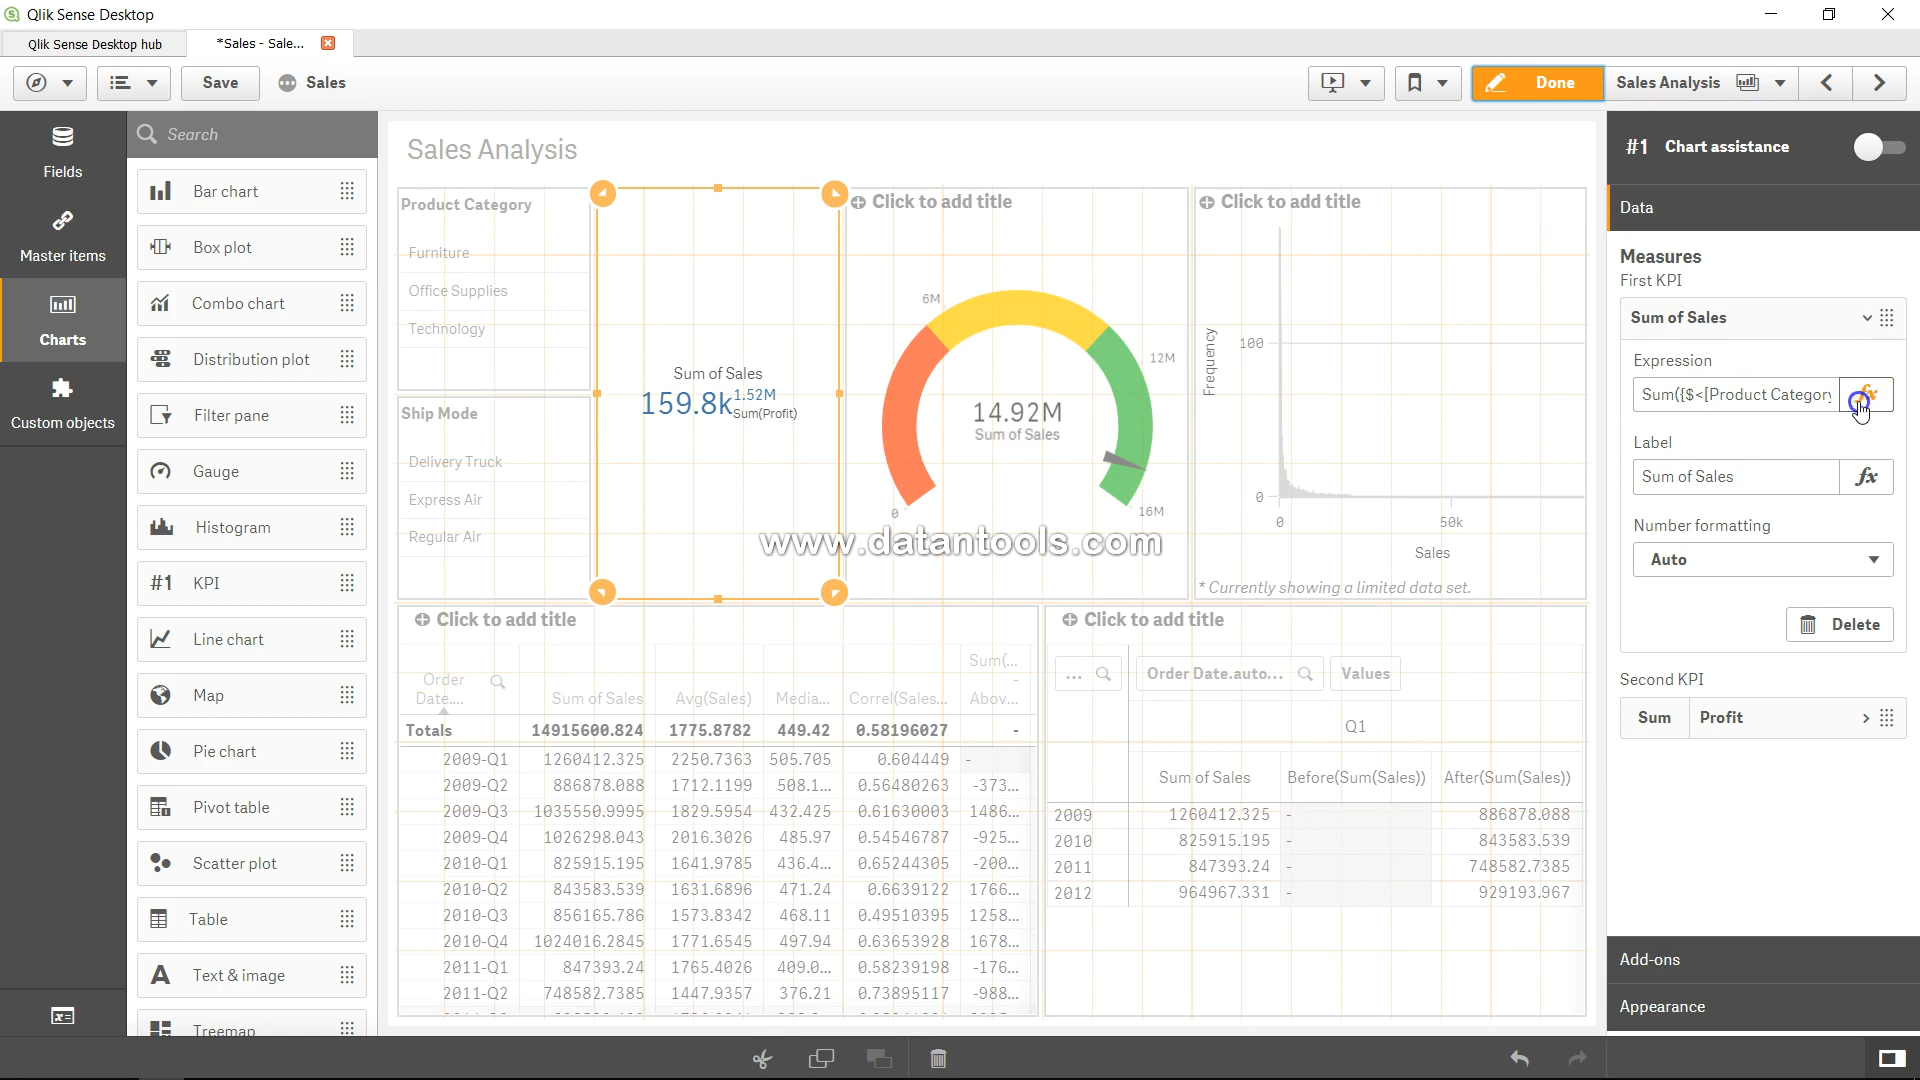 Qlik Sense Desktop
Qlik Sense Desktop hub
*Sales - Sale...
Save
Sales
Done
Sales Analysis
Fields
Master items
Charts
Custom objects
Search
Bar chart
Box plot
Combo chart
Distribution plot
Filter pane
Gauge
Histogram
#1 KPI
Line chart
Map
Pie chart
Pivot table
Scatter plot
Table
A Text & image
Treemap
Sales Analysis
Product Category
Furniture
Office Supplies
Technology
Ship Mode
Delivery Truck
Express Air
Regular Air
Sum of Sales
159.8k 1.52M
Sum(Profit)
Click to add title
6M
12M
14.92M
Sum of Sales
0
16M
Click to add title
Frequency
100
0
0
50k
Sales
* Currently showing a limited data set.
www.datantools.com
Click to add title
Order Date.... Sum of Sales Avg(Sales) Media... Correl(Sales... Sum(... - Abov...
Totals 14915600.824 1775.8782 449.42 0.58196027 -
2009-Q1 1260412.325 2250.7363 505.705 0.604449 -
2009-Q2 886878.088 1712.1199 508.1... 0.56480263 -373...
2009-Q3 1035550.9995 1829.5954 432.425 0.61630003 1486...
2009-Q4 1026298.043 2016.3026 485.97 0.54546787 -925...
2010-Q1 825915.195 1641.9785 436.4... 0.65244305 -200...
2010-Q2 843583.539 1631.6896 471.24 0.6639122 1766...
2010-Q3 856165.786 1573.8342 468.11 0.49510395 1258...
2010-Q4 1024016.2845 1771.6545 497.94 0.63653928 1678...
2011-Q1 847393.24 1765.4026 409.0... 0.58239198 -176...
2011-Q2 748582.7385 1447.9357 376.21 0.73895117 -988...
Click to add title
... Order Date.auto... Values
Q1
Sum of Sales Before(Sum(Sales)) After(Sum(Sales))
2009 1260412.325 - 886878.088
2010 825915.195 - 843583.539
2011 847393.24 - 748582.7385
2012 964967.331 - 929193.967
#1 Chart assistance
Data
Measures
First KPI
Sum of Sales
Expression
Sum({$<[Product Category
fx
Label
Sum of Sales
fx
Number formatting
Auto
Delete
Second KPI
Sum Profit
Add-ons
Appearance